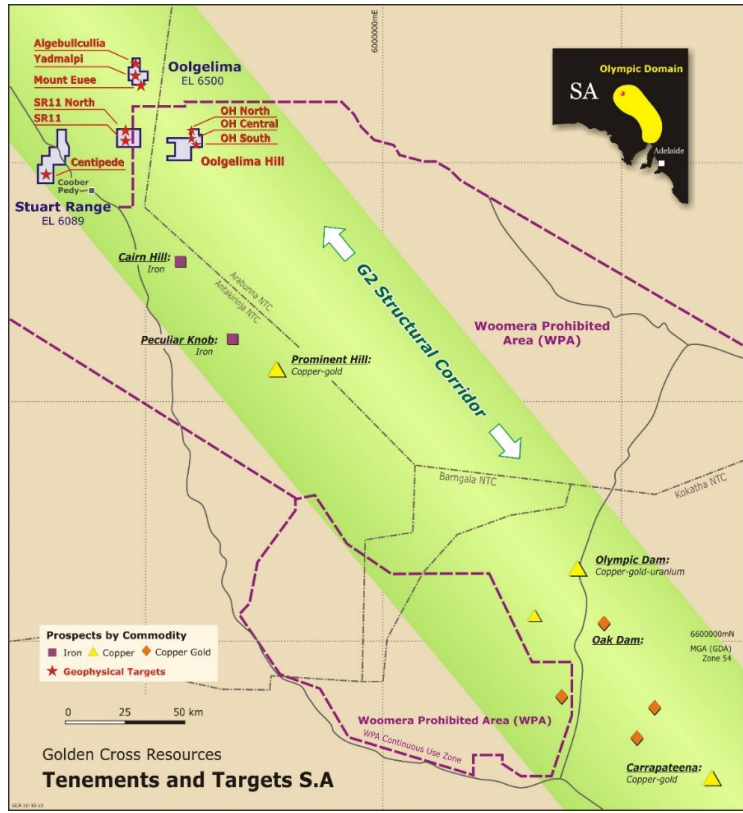 6000000mE
Algebullcullia
Yadmalpi
Mount Euee
Oolgelima
EL 6500
SR11 North
SR11
OH North
OH Central
OH South
Oolgelima Hill
Centipede
Coober
Pedy
Stuart Range
EL 6089
Olympic Domain
SA
Adelaide
Cairn Hill:
Iron
Arabunna NTC
Antakirinja NTC
G2 Structural Corridor
Woomera Prohibited
Area (WPA)
Peculiar Knob:
Iron
Prominent Hill:
Copper-gold
Barngala NTC
Kokatha NTC
Olympic Dam:
Copper-gold-uranium
Oak Dam:
6600000mN
MGA (GDA)
Zone 54
Prospects by Commodity
Iron
Copper
Copper Gold
Geophysical Targets
0 25 50 km
Woomera Prohibited Area (WPA)
WPA Continuous Use Zone
Carrapateena:
Copper-gold
Golden Cross Resources
Tenements and Targets S.A